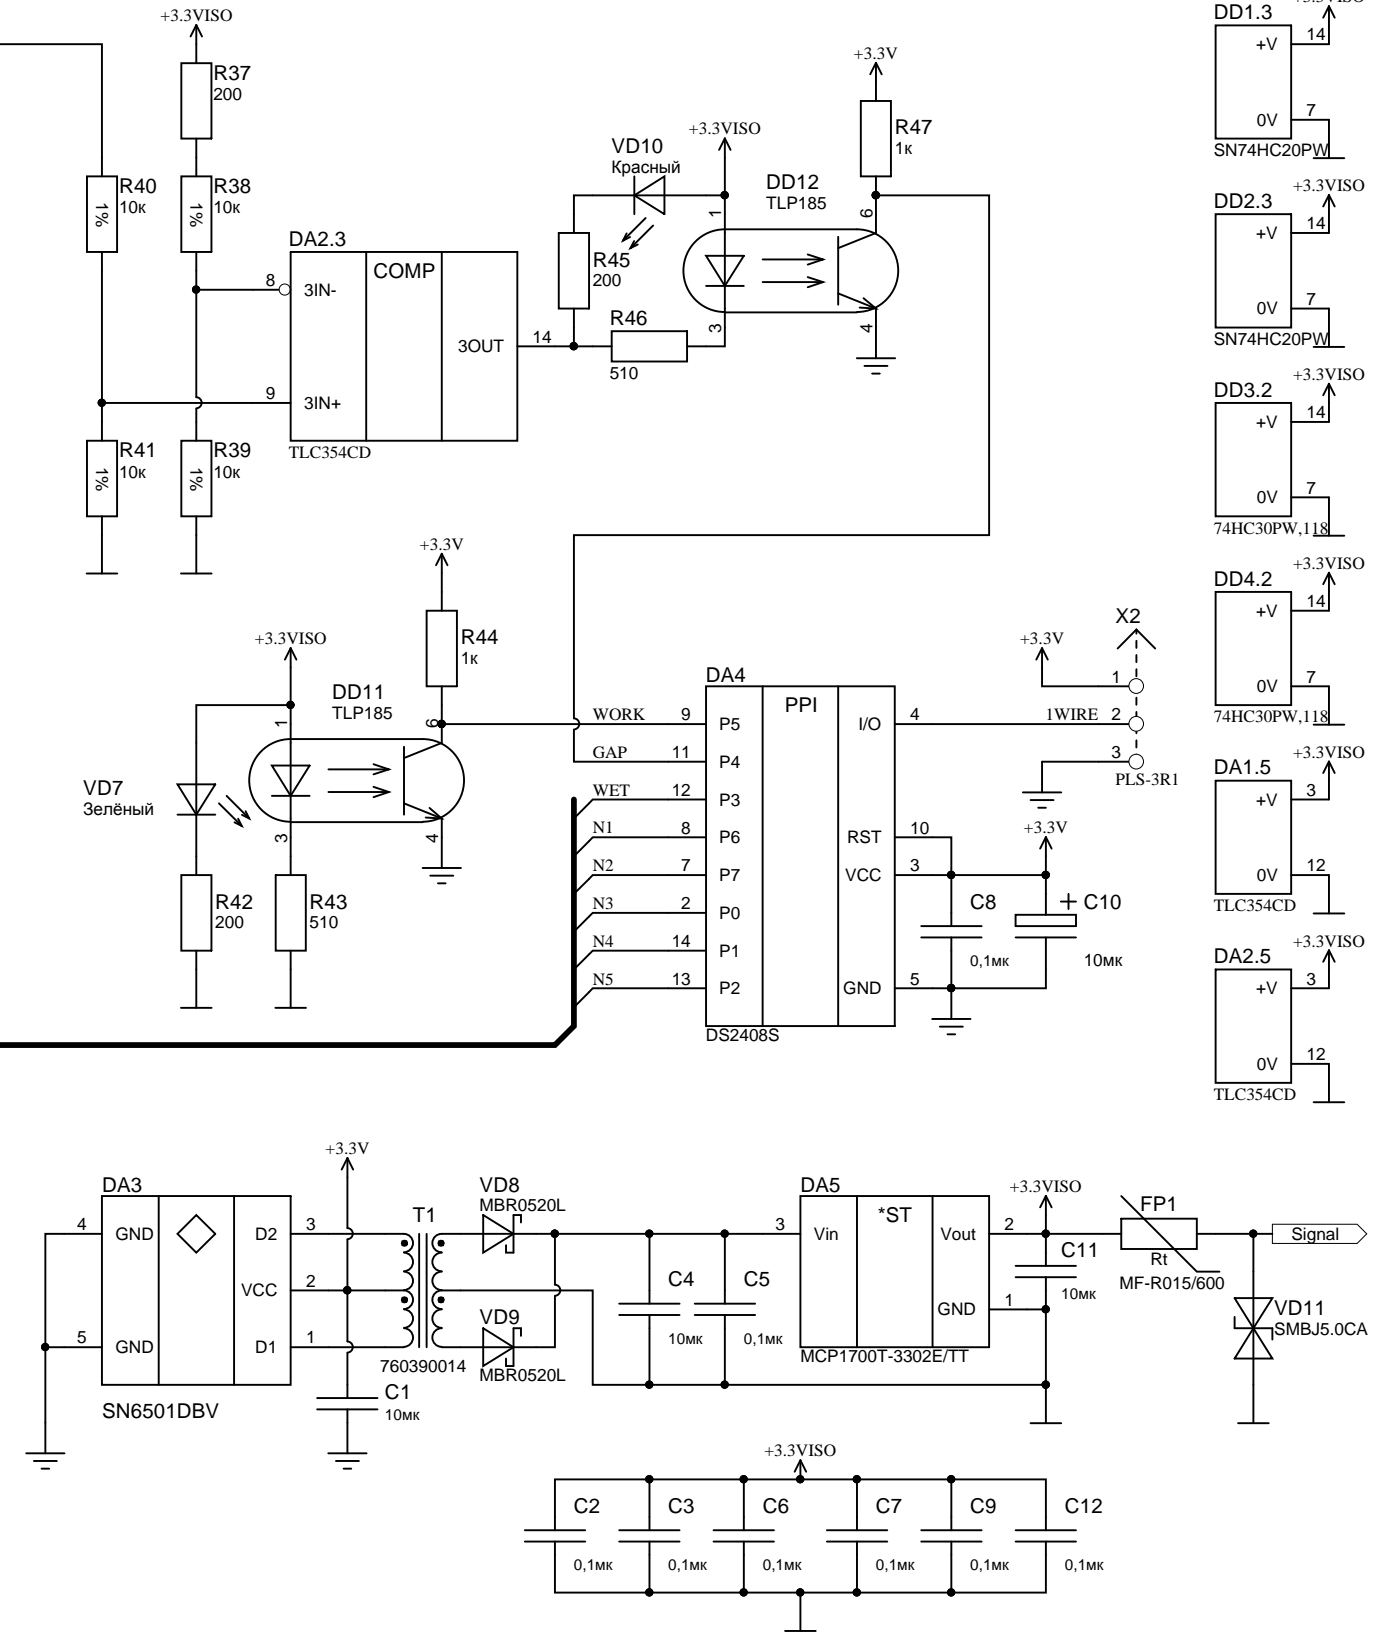 +3.3VISO
R37
200
R40
10к
1%
R38
10к
1%
DA2.3
COMP
8
3IN-
9
3IN+
3OUT
14
TLC354CD
R41
10к
1%
R39
10к
1%
VD10
Красный
+3.3VISO
R45
200
R46
510
DD12
TLP185
1
3
6
4
+3.3V
R47
1к
+3.3V
R44
1к
+3.3VISO
DD11
TLP185
1
3
6
4
VD7
Зелёный
R42
200
R43
510
DA4
PPI
WORK 9 P5
GAP 11 P4
WET 12 P3
N1 8 P6
N2 7 P7
N3 2 P0
N4 14 P1
N5 13 P2
I/O 4 1WIRE 2
RST 10
VCC 3
GND 5
DS2408S
+3.3V
X2
1
3
PLS-3R1
+3.3V
C8
0,1мк
+ C10
10мк
DD1.3
+3.3VISO
+V 14
0V 7
SN74HC20PW
DD2.3
+3.3VISO
+V 14
0V 7
SN74HC20PW
DD3.2
+3.3VISO
+V 14
0V 7
74HC30PW,118
DD4.2
+3.3VISO
+V 14
0V 7
74HC30PW,118
DA1.5
+3.3VISO
+V 3
0V 12
TLC354CD
DA2.5
+3.3VISO
+V 3
0V 12
TLC354CD
+3.3V
DA3
4 GND
5 GND
D2 3
VCC 2
D1 1
SN6501DBV
C1
10мк
T1
760390014
VD8
MBR0520L
VD9
MBR0520L
C4
10мк
C5
0,1мк
DA5
*ST
3 Vin
Vout 2
GND 1
MCP1700T-3302E/TT
+3.3VISO
C11
10мк
FP1
Rt
MF-R015/600
Signal
VD11
SMBJ5.0CA
+3.3VISO
C2
0,1мк
C3
0,1мк
C6
0,1мк
C7
0,1мк
C9
0,1мк
C12
0,1мк